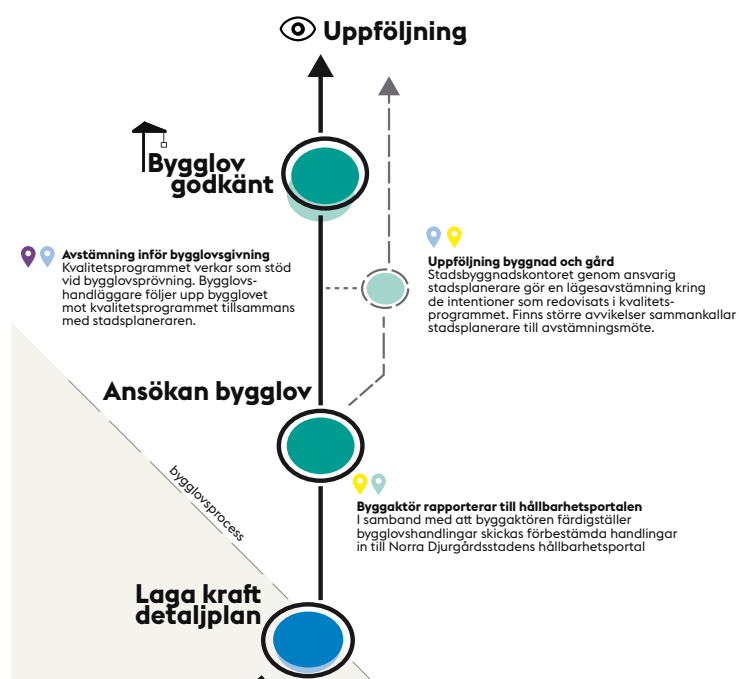 Uppföljning
Bygglov
godkänt
Avstämning inför bygglovsgivning
Kvalitetsprogrammet verkar som stöd
vid bygglovsprövning. Bygglovs-
handläggare följer upp bygglovet
mot kvalitetsprogrammet tillsammans
med stadsplaneraren.
Uppföljning byggnad och gård
Stadsbyggnadskontoret genom ansvarig
stadsplanerare gör en lägesavstämning kring
de intentioner som redovisats i kvalitets-
programmet. Finns större avvikelser sammankallar
stadsplanerare till avstämningsmöte.
Ansökan bygglov
bygglovsprocess
Byggaktör rapporterar till hållbarhetsportalen
I samband med att byggaktören färdigställer
bygglovshandlingar skickas förbestämda handlingar
in till Norra Djurgårdsstadens hållbarhetsportal
Laga kraft
detaljplan